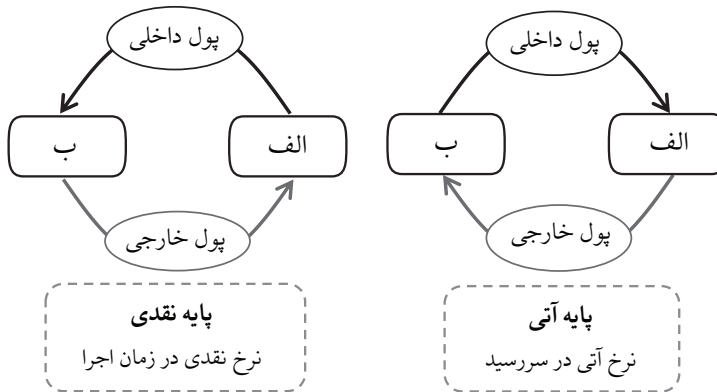 پول داخلی
الف
ب
پول خارجی
پایه آتی
نرخ آتی در سررسید
پول داخلی
الف
ب
پول خارجی
پایه نقدی
نرخ نقدی در زمان اجرا